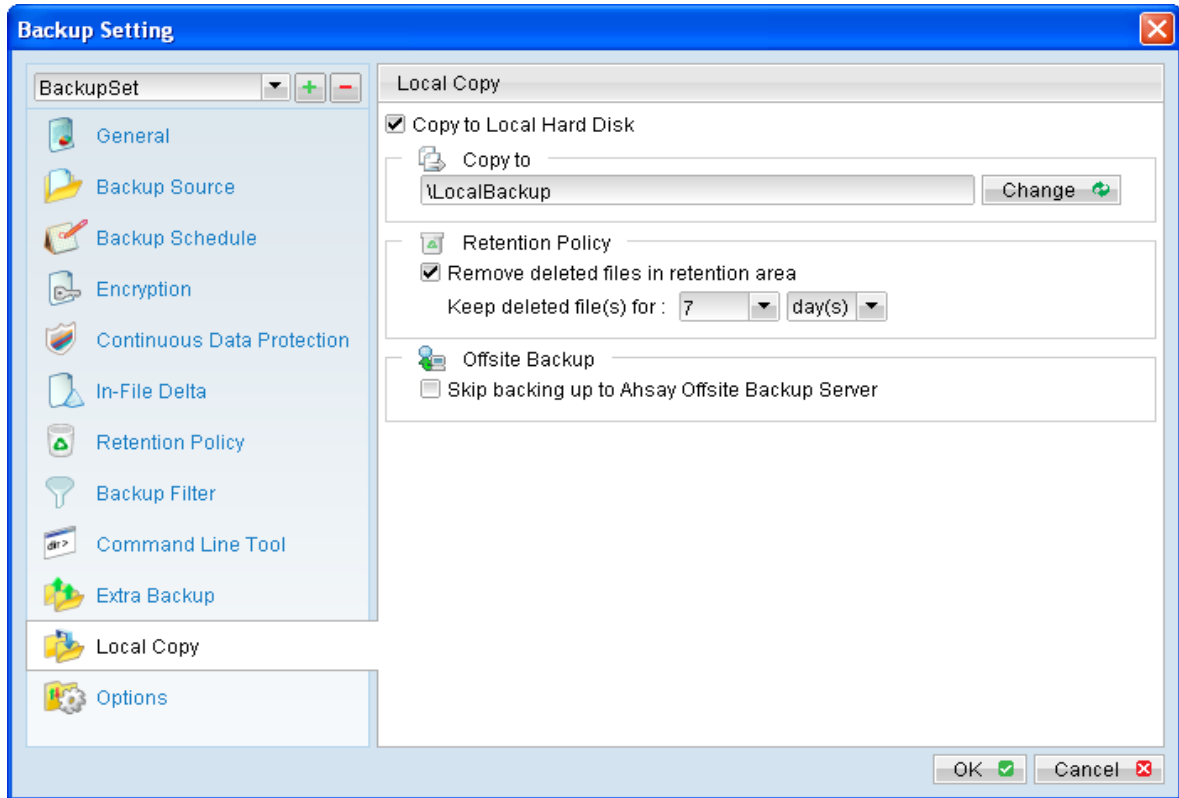 Backup Setting
BackupSet
General
Backup Source
Backup Schedule
Encryption
Continuous Data Protection
In-File Delta
Retention Policy
Backup Filter
dir>
Command Line Tool
Extra Backup
Local Copy
Options
Local Copy
Copy to Local Hard Disk
Copy to
\LocalBackup
Change
Retention Policy
Remove deleted files in retention area
Keep deleted file(s) for : 7 day(s)
Offsite Backup
Skip backing up to Ahsay Offsite Backup Server
OK
Cancel